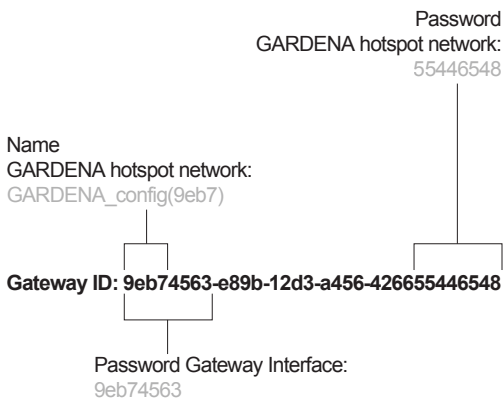 Password
GARDENA hotspot network:
55446548
Name
GARDENA hotspot network:
GARDENA_config(9eb7)
Gateway ID: 9eb74563-e89b-12d3-a456-426655446548
Password Gateway Interface:
9eb74563